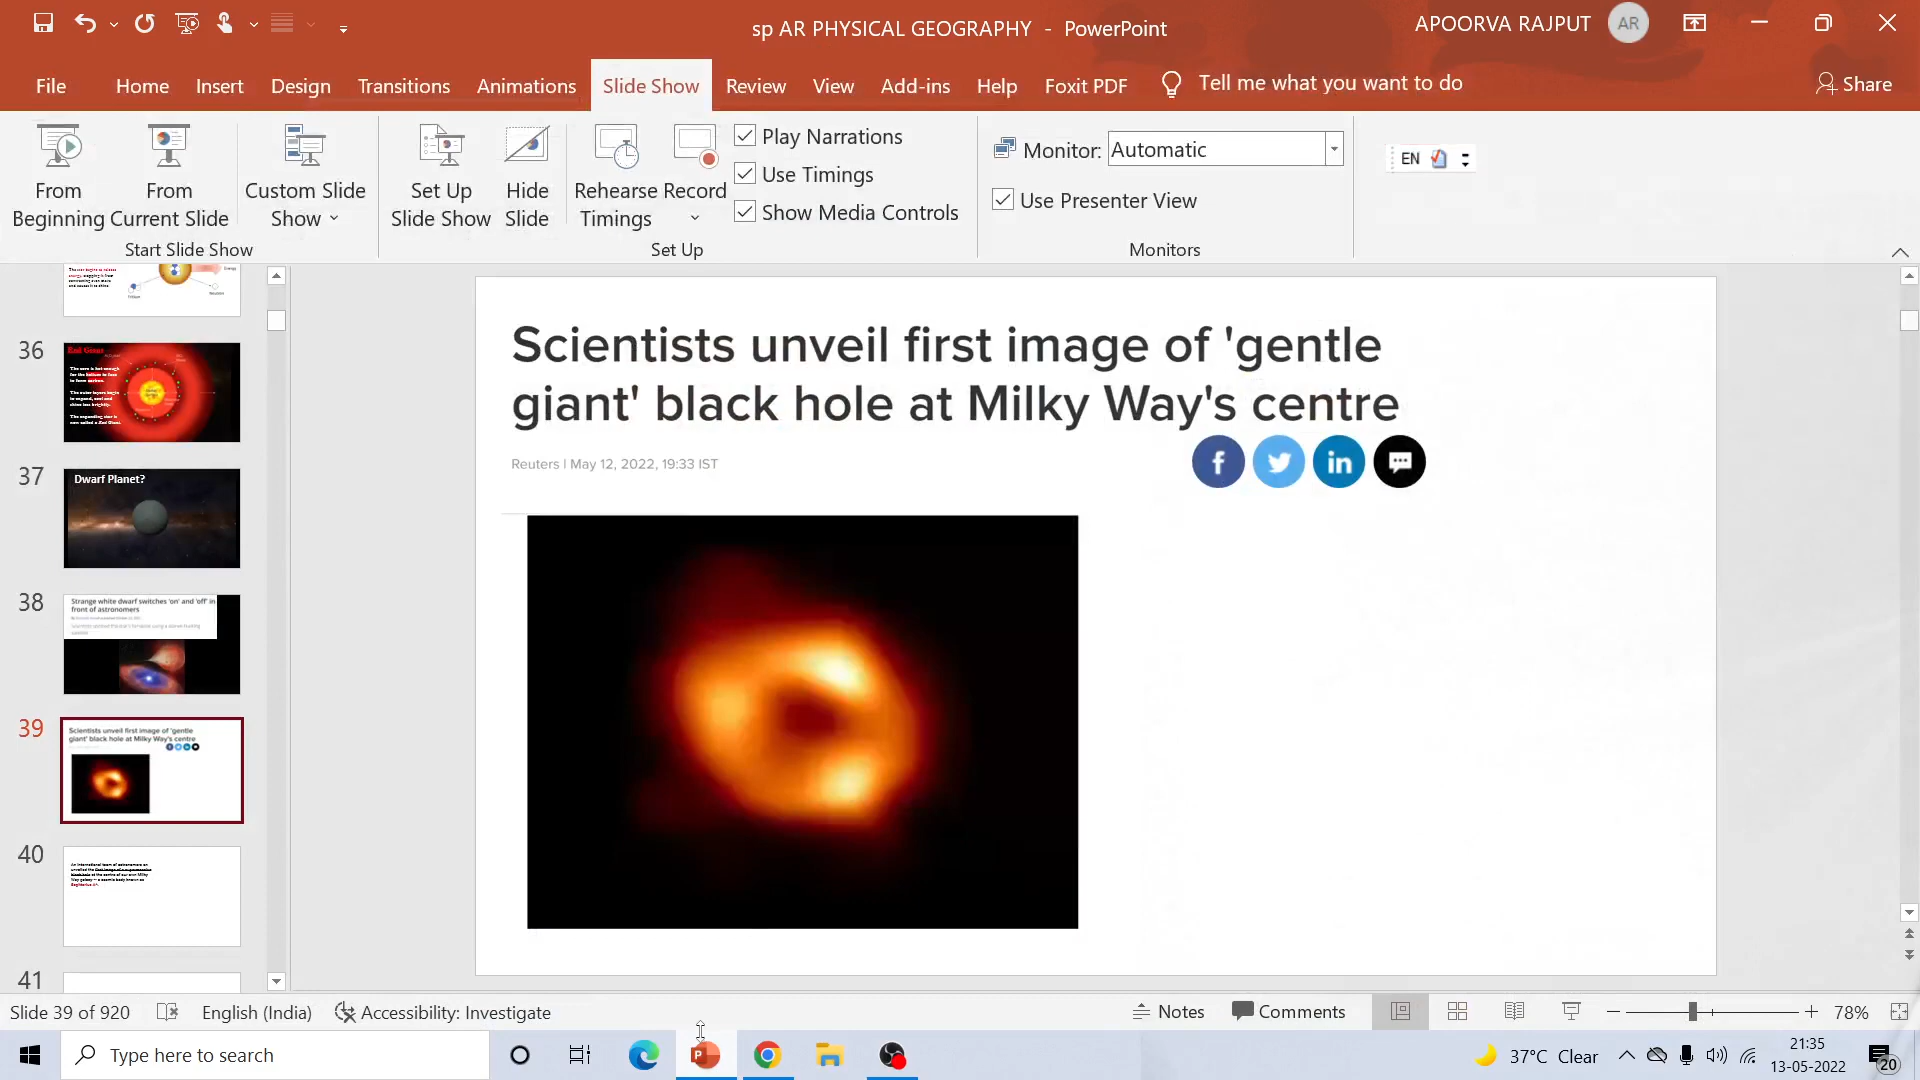 sp AR PHYSICAL GEOGRAPHY - PowerPoint
APOORVA RAJPUT
AR
File
Home
Insert
Design
Transitions
Animations
Slide Show
Review
View
Add-ins
Help
Foxit PDF
Tell me what you want to do
Share
From
Beginning
From
Current Slide
Custom Slide
Show
Start Slide Show
Set Up
Slide Show
Hide
Slide
Rehearse
Timings
Record
Play Narrations
Use Timings
Show Media Controls
Set Up
Monitor: Automatic
Use Presenter View
Monitors
EN
36
Red Giant
37
Dwarf Planet?
38
Strange white dwarf switches 'on' and 'off' in
front of astronomers
39
Scientists unveil first image of 'gentle
giant' black hole at Milky Way's centre
40
41
Scientists unveil first image of 'gentle
giant' black hole at Milky Way's centre
Reuters | May 12, 2022, 19:33 IST
Slide 39 of 920
English (India)
Accessibility: Investigate
Notes
Comments
78%
Type here to search
37°C Clear
21:35
13-05-2022
20